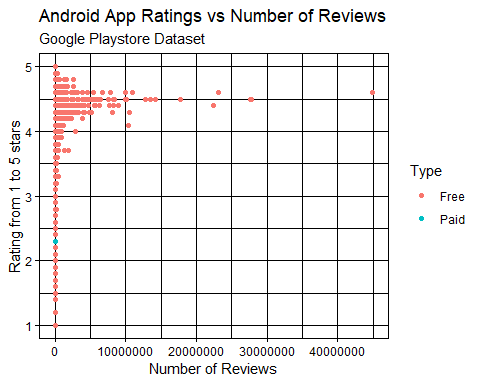 Android App Ratings vs Number of Reviews
Google Playstore Dataset
Rating from 1 to 5 stars
5
4
3
2
1
0
10000000
20000000
30000000
40000000
Number of Reviews
Type
Free
Paid